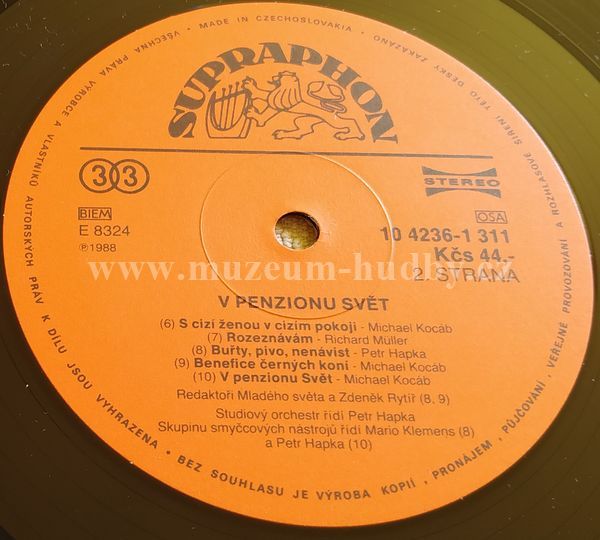 VŠECHNA PRÁVA VÝROBCE A VLASTNÍKŮ AUTORSKÝCH PRÁV K DÍLU JSOU VYHRAZENA • BEZ SOUHLASU JE VÝROBA KOPIÍ, PRONÁJEM, PŮJČOVÁNÍ, VEŘEJNÉ PROVOZOVÁNÍ A ROZHLASOVÉ ŠÍŘENÍ TÉTO DESKY ZAKÁZÁNO • MADE IN CZECHOSLOVAKIA •
SUPRAPHON
33
STEREO
BIEM
E 8324
℗1988
OSA
10 4236-1 311
Kčs 44.-
2. STRANA
www.muzeum-hudby.cz
V PENZIONU SVĚT
(6) S cizí ženou v cizím pokoji - Michael Kocáb
(7) Rozeznávám - Richard Müller
(8) Buřty, pivo, nenávist - Petr Hapka
(9) Benefice černých koní - Michael Kocáb
(10) V penzionu Svět - Michael Kocáb
Redaktoři Mladého světa a Zdeněk Rytíř (8, 9)
Studiový orchestr řídí Petr Hapka
Skupinu smyčcových nástrojů řídí Mario Klemens (8)
a Petr Hapka (10)